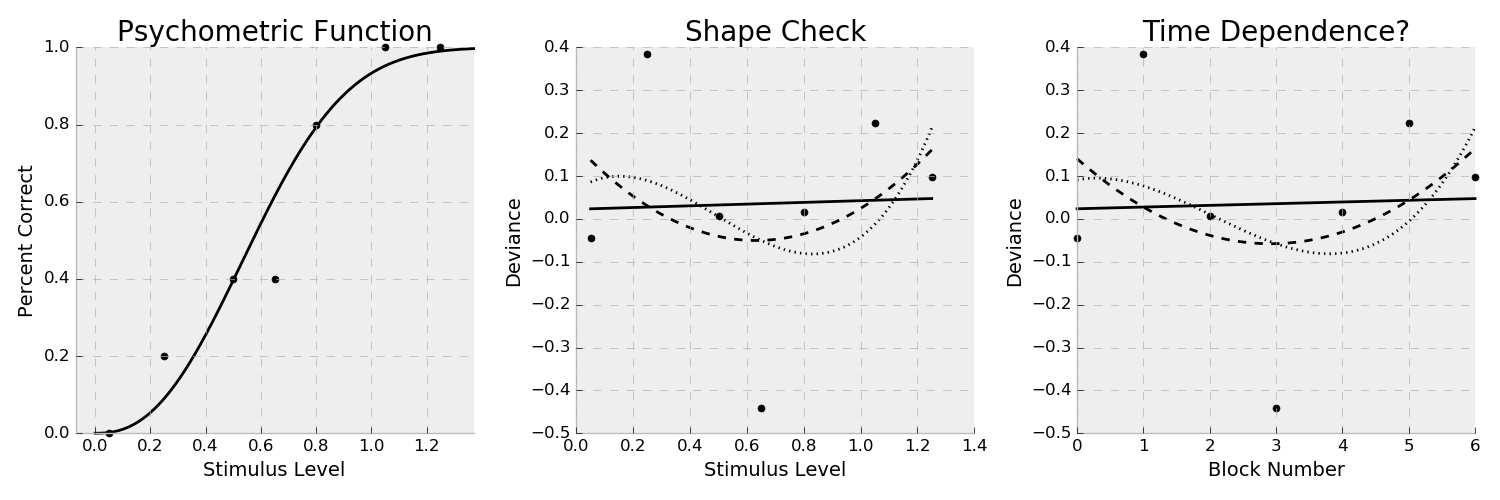 Psychometric Function
1.0
0.8
0.6
0.4
0.2
0.0
Percent Correct
0.0 0.2 0.4 0.6 0.8 1.0 1.2
Stimulus Level
Shape Check
0.4
0.3
0.2
0.1
0.0
−0.1
−0.2
−0.3
−0.4
−0.5
Deviance
0.0 0.2 0.4 0.6 0.8 1.0 1.2 1.4
Stimulus Level
Time Dependence?
0.4
0.3
0.2
0.1
0.0
−0.1
−0.2
−0.3
−0.4
−0.5
Deviance
0 1 2 3 4 5 6
Block Number